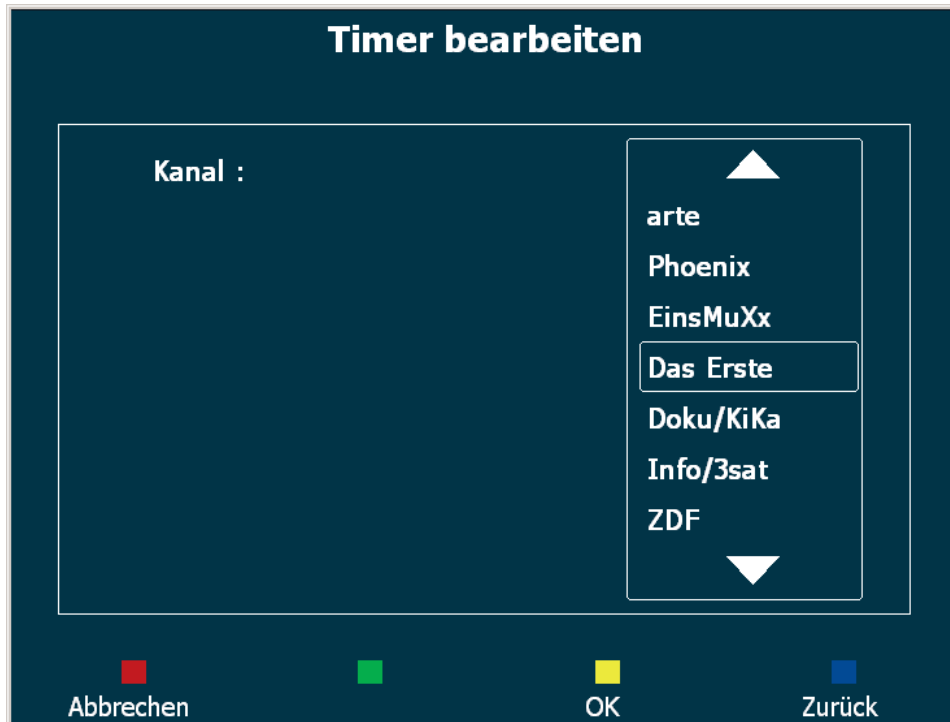 Timer bearbeiten
Kanal :
arte
Phoenix
EinsMuXx
Das Erste
Doku/KiKa
Info/3sat
ZDF
Abbrechen
OK
Zurück